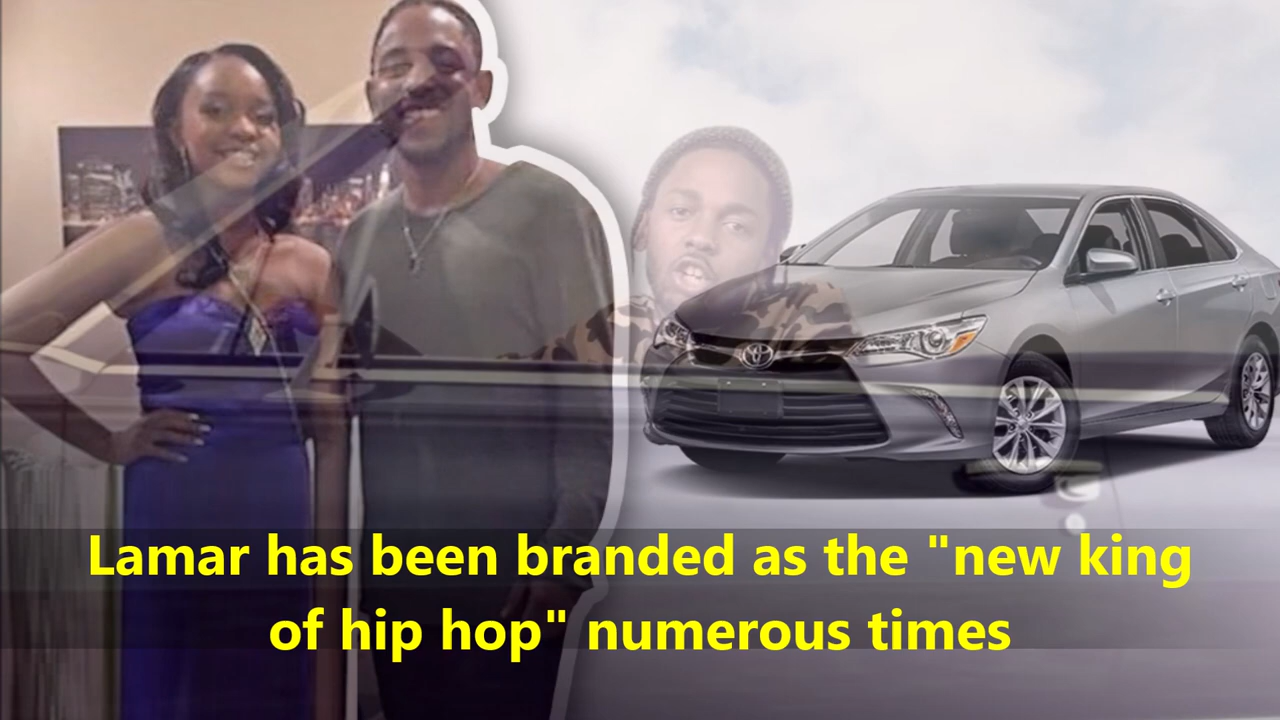 Lamar has been branded as the "new king
of hip hop" numerous times